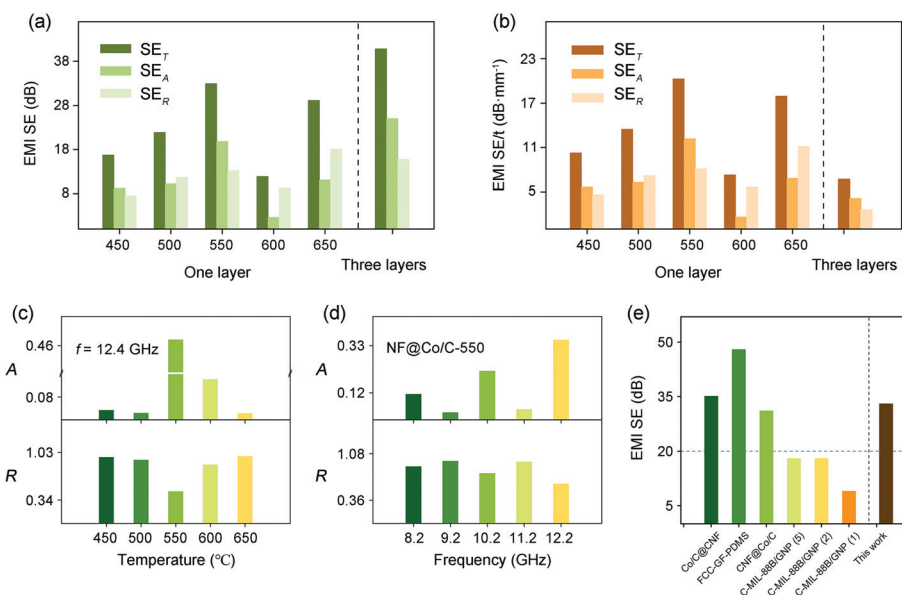 (a)
EMI SE (dB)
38
28
18
8
SE_T
SE_A
SE_R
450 500 550 600 650
One layer
Three layers
(b)
EMI SE/t (dB·mm⁻¹)
23
17
11
5
SE_T
SE_A
SE_R
450 500 550 600 650
One layer
Three layers
(c)
f = 12.4 GHz
A
0.46
0.08
R
1.03
0.34
450 500 550 600 650
Temperature (℃)
(d)
NF@Co/C-550
A
0.33
0.12
R
1.08
0.36
8.2 9.2 10.2 11.2 12.2
Frequency (GHz)
(e)
EMI SE (dB)
50
35
20
5
Co/C@CNF
FCC-GF-PDMS
CNF@Co/C
C-MIL-88B/GNP (5)
C-MIL-88B/GNP (2)
C-MIL-88B/GNP (1)
This work